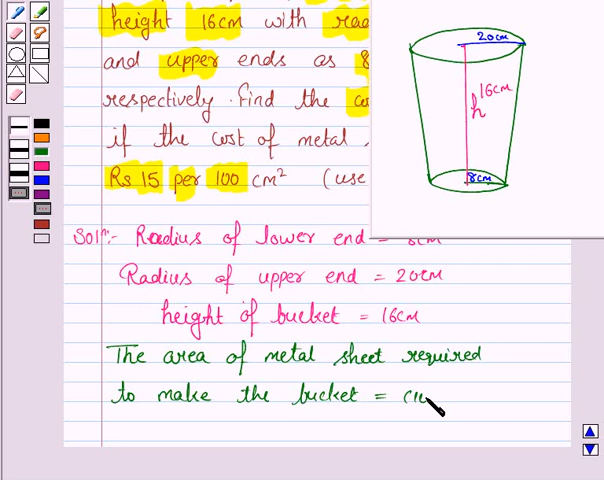 height 16cm with
and upper ends as 8
respectively. Find the
if the cost of metal
Rs 15 per 100 cm² (use
20cm
h 16cm
8cm
Solⁿ:- Radius of lower end = 8cm
Radius of upper end = 20cm
height of bucket = 16cm
The area of metal sheet required
to make the bucket =